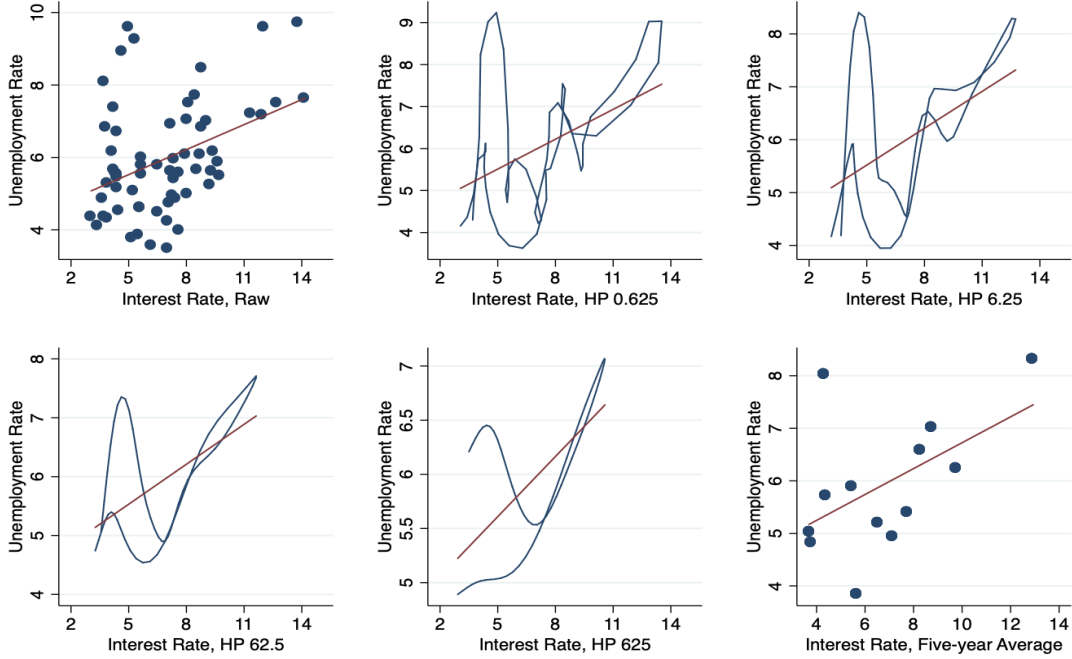 Unemployment Rate
10
8
6
4
2 5 8 11 14
Interest Rate, Raw
Unemployment Rate
9
8
7
6
5
4
2 5 8 11 14
Interest Rate, HP 0.625
Unemployment Rate
8
7
6
5
4
2 5 8 11 14
Interest Rate, HP 6.25
Unemployment Rate
8
7
6
5
4
2 5 8 11 14
Interest Rate, HP 62.5
Unemployment Rate
7
6.5
6
5.5
5
2 5 8 11 14
Interest Rate, HP 625
Unemployment Rate
8
7
6
5
4
4 6 8 10 12 14
Interest Rate, Five-year Average